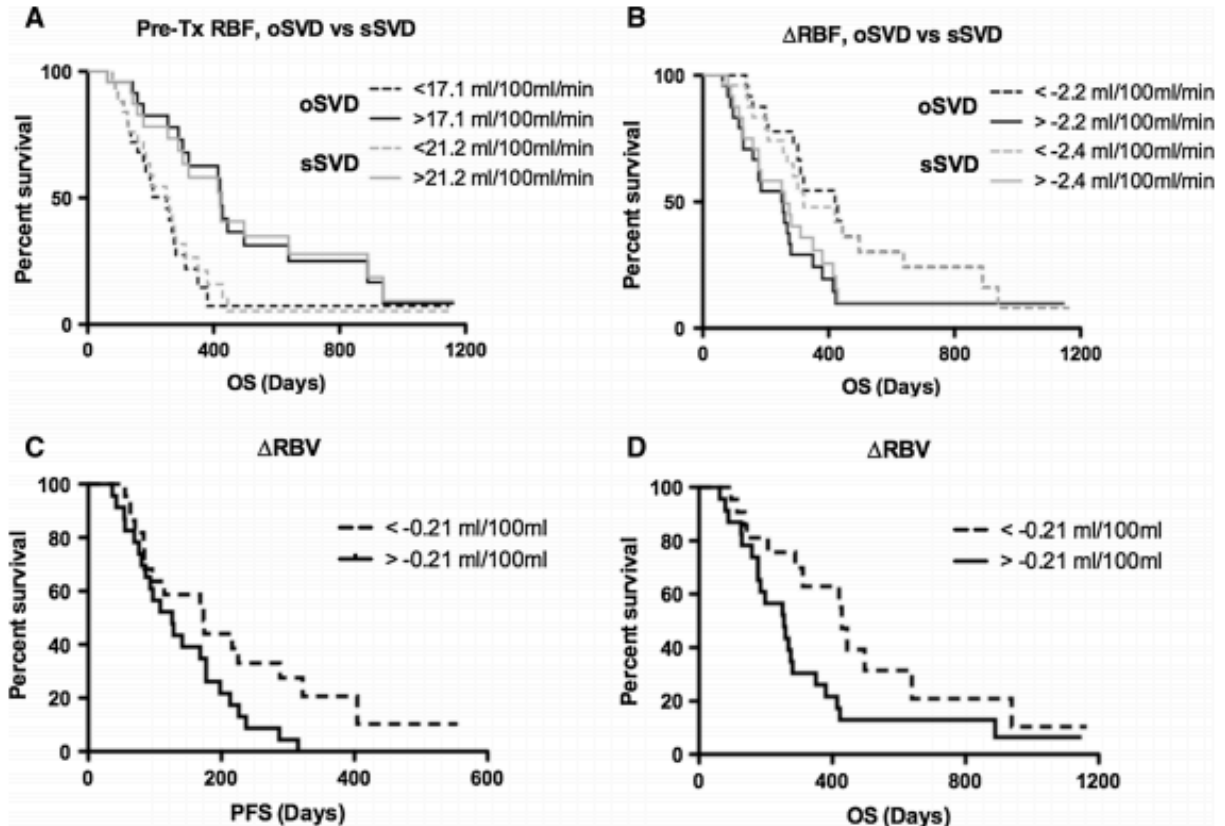 A
Pre-Tx RBF, oSVD vs sSVD
Percent survival
100
50
0
0 400 800 1200
OS (Days)
oSVD
<17.1 ml/100ml/min
>17.1 ml/100ml/min
sSVD
<21.2 ml/100ml/min
>21.2 ml/100ml/min
B
ΔRBF, oSVD vs sSVD
Percent survival
100
50
0
0 400 800 1200
OS (Days)
oSVD
< -2.2 ml/100ml/min
> -2.2 ml/100ml/min
sSVD
< -2.4 ml/100ml/min
> -2.4 ml/100ml/min
C
ΔRBV
Percent survival
100
80
60
40
20
0
0 200 400 600
PFS (Days)
< -0.21 ml/100ml
> -0.21 ml/100ml
D
ΔRBV
Percent survival
100
80
60
40
20
0
0 400 800 1200
OS (Days)
< -0.21 ml/100ml
> -0.21 ml/100ml